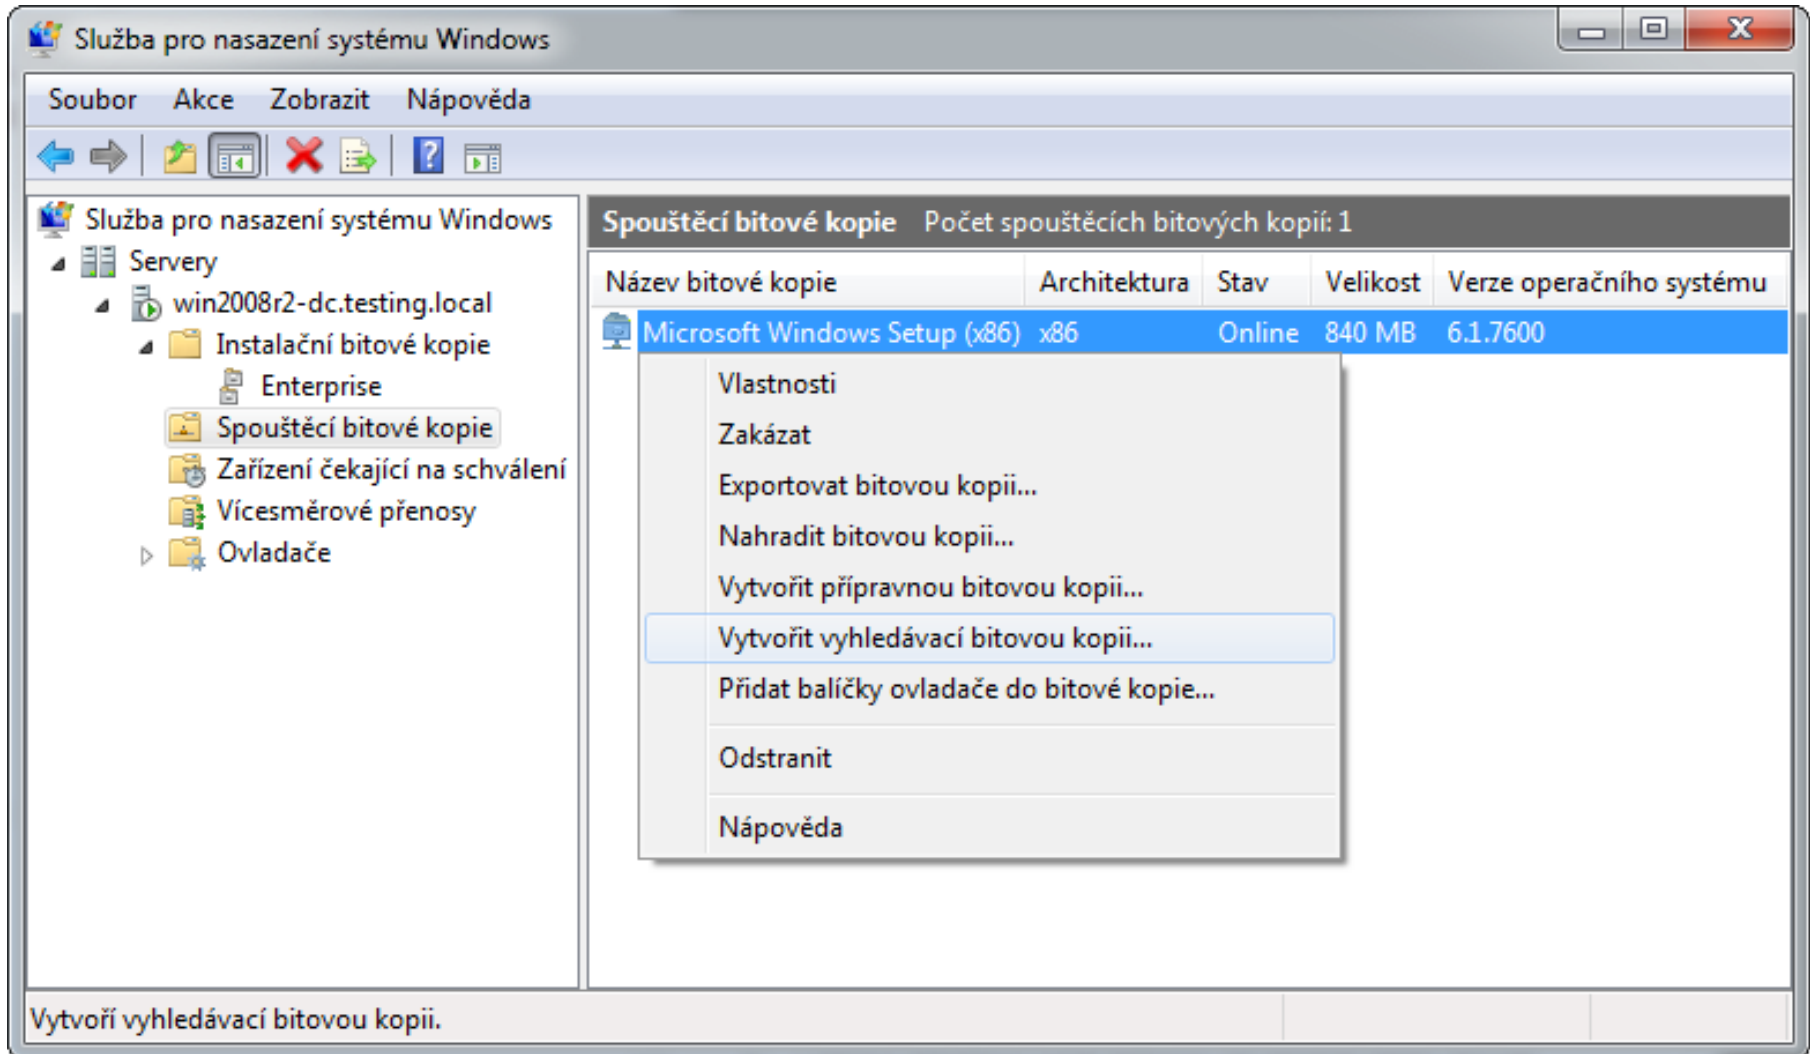 Služba pro nasazení systému Windows
Soubor Akce Zobrazit Nápověda
Služba pro nasazení systému Windows
Servery
win2008r2-dc.testing.local
Instalační bitové kopie
Enterprise
Spouštěcí bitové kopie
Zařízení čekající na schválení
Vícesměrové přenosy
Ovladače
Spouštěcí bitové kopie Počet spouštěcích bitových kopií: 1
Název bitové kopie Architektura Stav Velikost Verze operačního systému
Microsoft Windows Setup (x86) x86 Online 840 MB 6.1.7600
Vlastnosti
Zakázat
Exportovat bitovou kopii...
Nahradit bitovou kopii...
Vytvořit přípravnou bitovou kopii...
Vytvořit vyhledávací bitovou kopii...
Přidat balíčky ovladače do bitové kopie...
Odstranit
Nápověda
Vytvoří vyhledávací bitovou kopii.